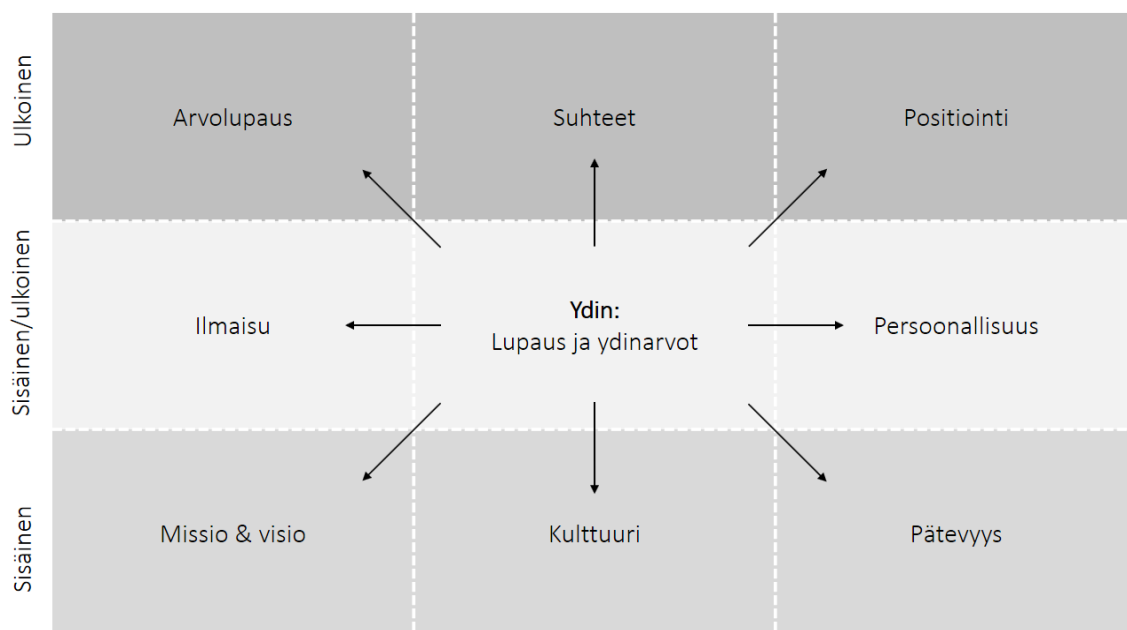 Ulkoinen
Arvolupaus
Suhteet
Positiointi
Sisäinen/ulkoinen
Ilmaisu
Ydin:
Lupaus ja ydinarvot
Persoonallisuus
Sisäinen
Missio & visio
Kulttuuri
Pätevyys